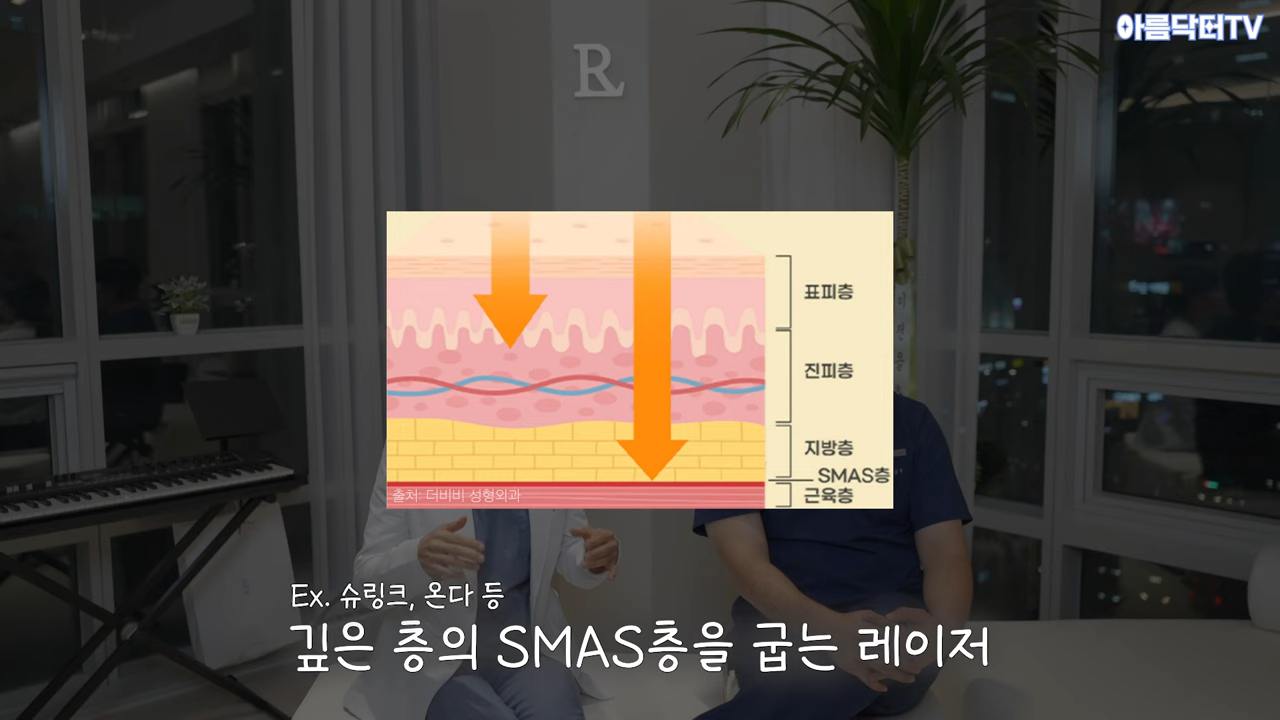 아름닥터TV
R
표피층
진피층
지방층
SMAS층
근육층
출처: 더비비 성형외과
Ex. 슈링크, 온다 등
깊은 층의 SMAS층을 굽는 레이저